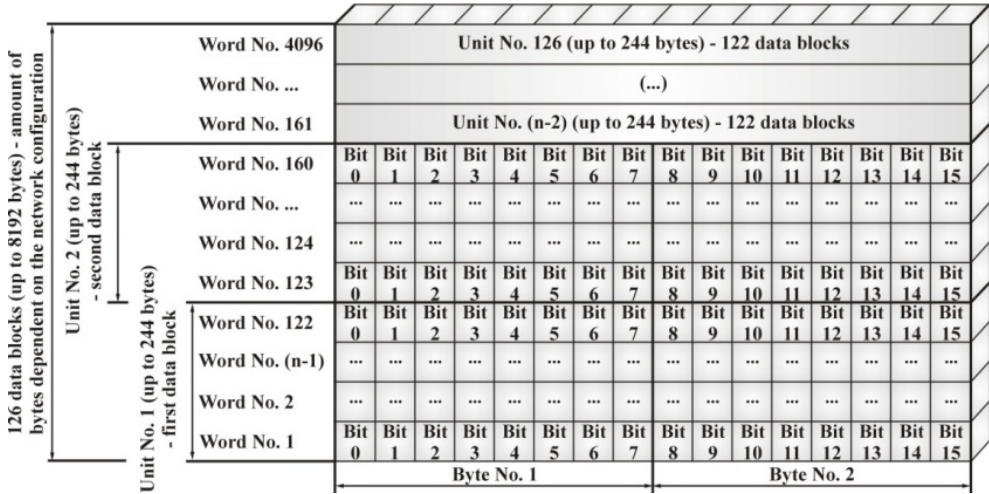 126 data blocks (up to 8192 bytes) - amount of
bytes dependent on the network configuration
Unit No. 2 (up to 244 bytes)
- second data block
Unit No. 1 (up to 244 bytes)
- first data block
Word No. 4096 Unit No. 126 (up to 244 bytes) - 122 data blocks
Word No. ... (...)
Word No. 161 Unit No. (n-2) (up to 244 bytes) - 122 data blocks
Word No. 160 Bit 0 Bit 1 Bit 2 Bit 3 Bit 4 Bit 5 Bit 6 Bit 7 Bit 8 Bit 9 Bit 10 Bit 11 Bit 12 Bit 13 Bit 14 Bit 15
Word No. ... ... ... ... ... ... ... ... ... ... ... ... ... ... ... ... ...
Word No. 124 ... ... ... ... ... ... ... ... ... ... ... ... ... ... ... ...
Word No. 123 Bit 0 Bit 1 Bit 2 Bit 3 Bit 4 Bit 5 Bit 6 Bit 7 Bit 8 Bit 9 Bit 10 Bit 11 Bit 12 Bit 13 Bit 14 Bit 15
Word No. 122 Bit 0 Bit 1 Bit 2 Bit 3 Bit 4 Bit 5 Bit 6 Bit 7 Bit 8 Bit 9 Bit 10 Bit 11 Bit 12 Bit 13 Bit 14 Bit 15
Word No. (n-1) ... ... ... ... ... ... ... ... ... ... ... ... ... ... ... ...
Word No. 2 ... ... ... ... ... ... ... ... ... ... ... ... ... ... ... ...
Word No. 1 Bit 0 Bit 1 Bit 2 Bit 3 Bit 4 Bit 5 Bit 6 Bit 7 Bit 8 Bit 9 Bit 10 Bit 11 Bit 12 Bit 13 Bit 14 Bit 15
Byte No. 1 Byte No. 2